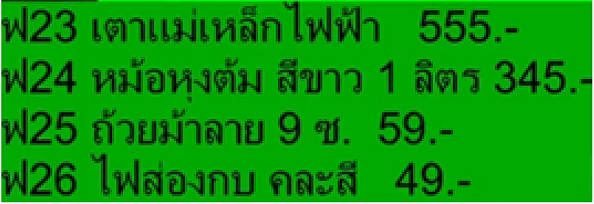 ฟ23 เตาแม่เหล็กไฟฟ้า 555.-
ฟ24 หม้อหุงต้ม สีขาว 1 ลิตร 345.-
ฟ25 ถ้วยม้าลาย 9 ซ. 59.-
ฟ26 ไฟส่องกบ คละสี 49.-